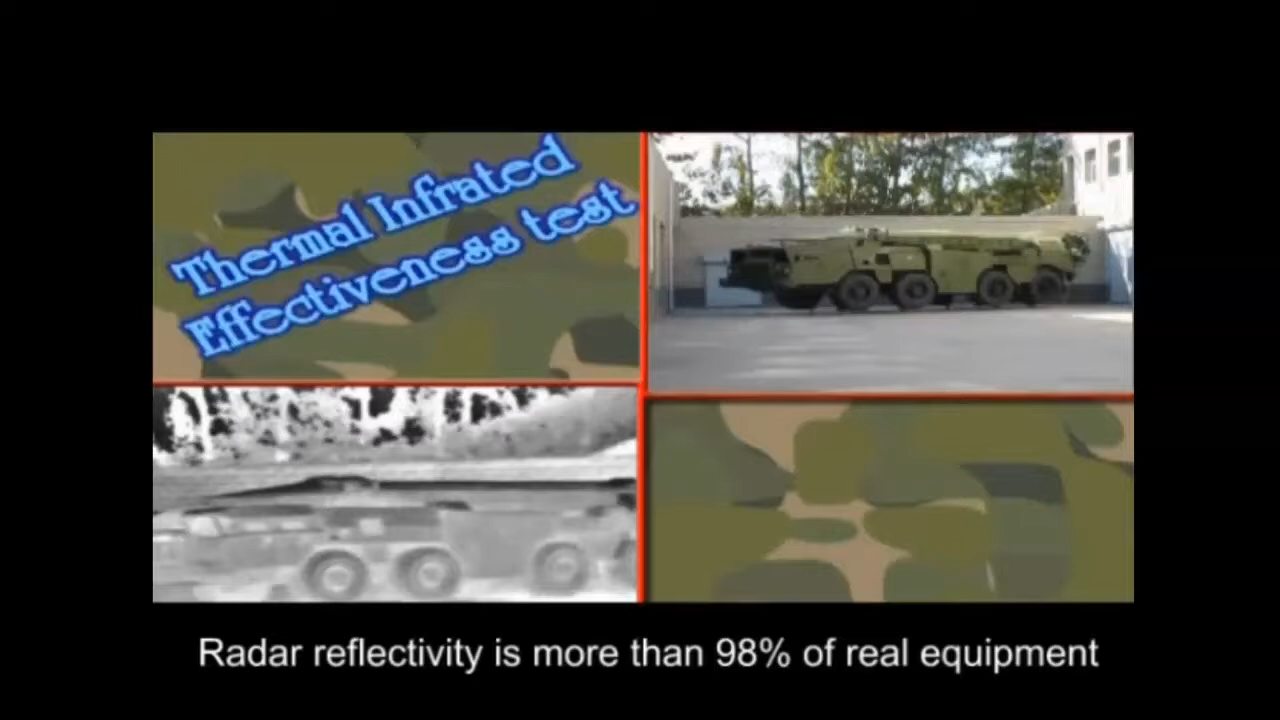 Thermal Infrated
Effectiveness test
Radar reflectivity is more than 98% of real equipment